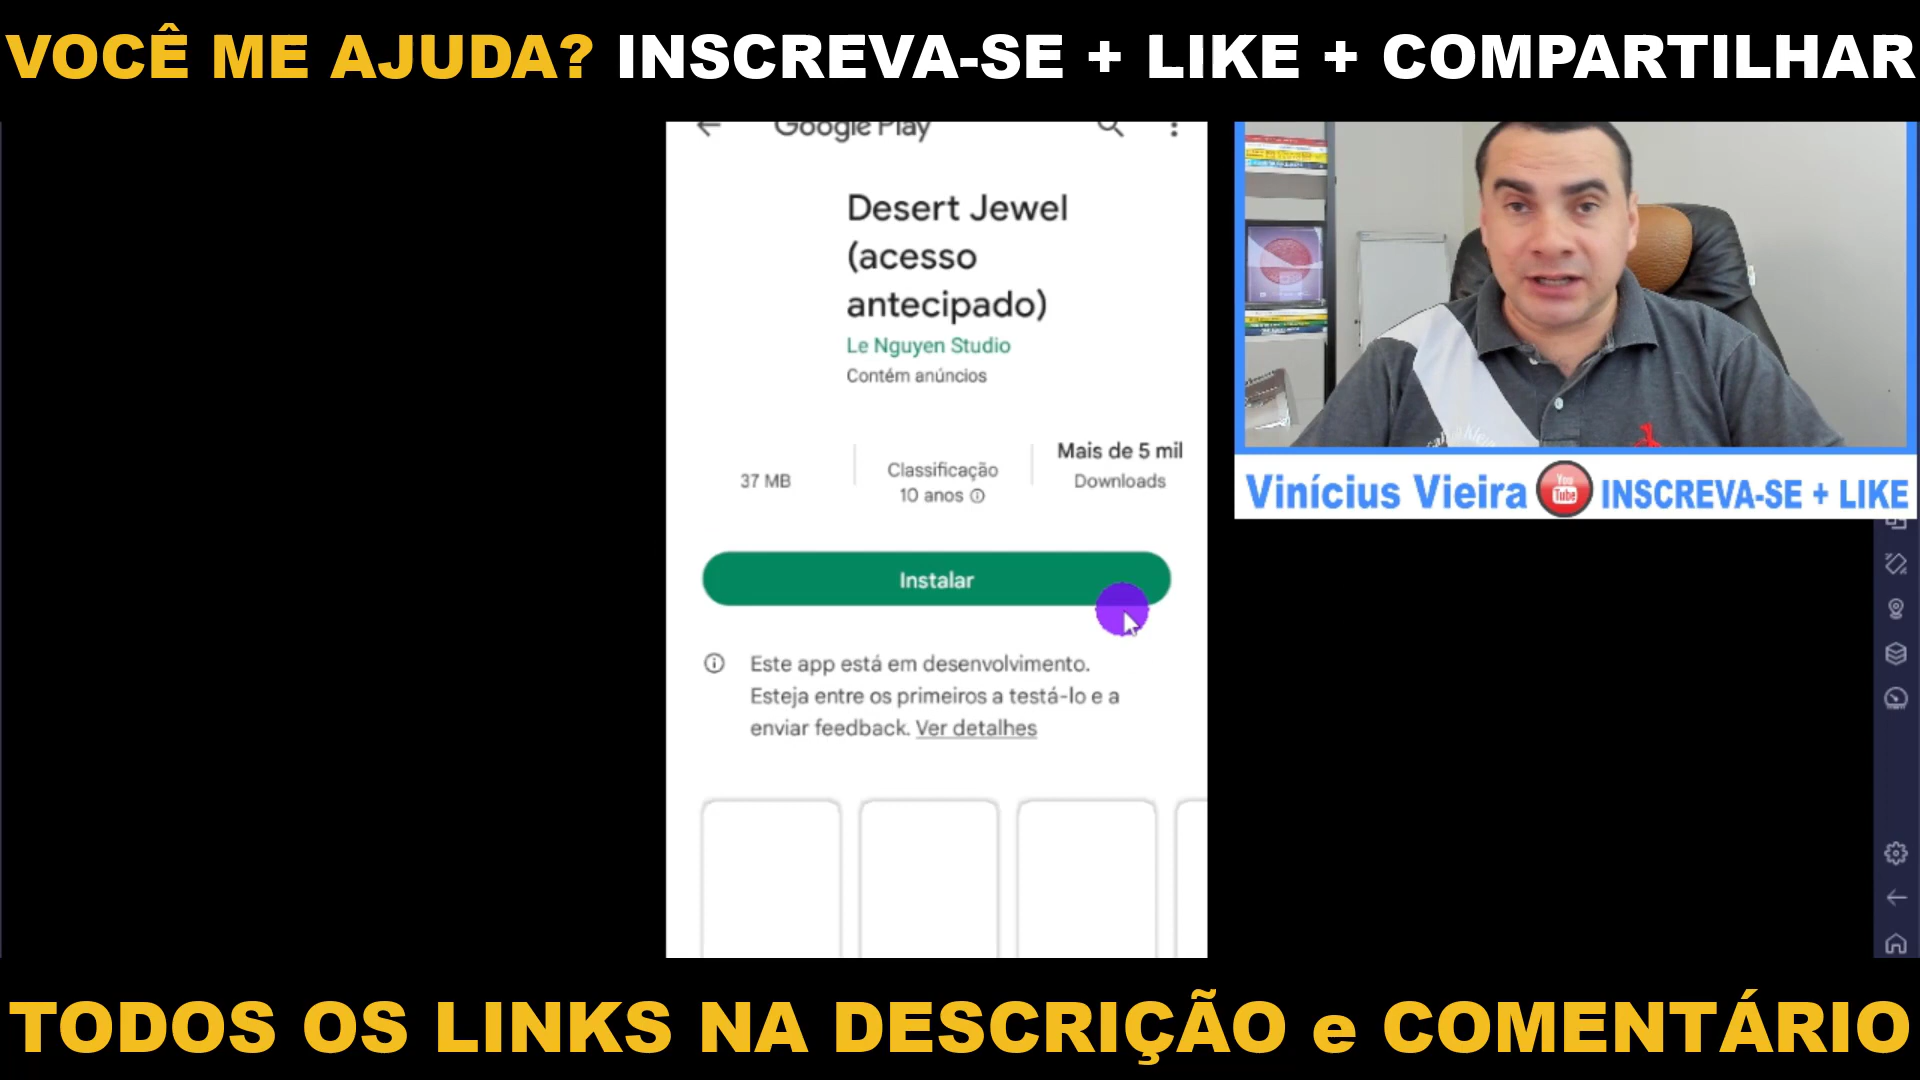 VOCÊ ME AJUDA? INSCREVA-SE + LIKE + COMPARTILHAR
Google Play
Desert Jewel
(acesso
antecipado)
Le Nguyen Studio
Contém anúncios
37 MB
Classificação
10 anos
Mais de 5 mil
Downloads
Instalar
Este app está em desenvolvimento.
Esteja entre os primeiros a testá-lo e a
enviar feedback. Ver detalhes
Vinícius Vieira You Tube INSCREVA-SE + LIKE
TODOS OS LINKS NA DESCRIÇÃO e COMENTÁRIO